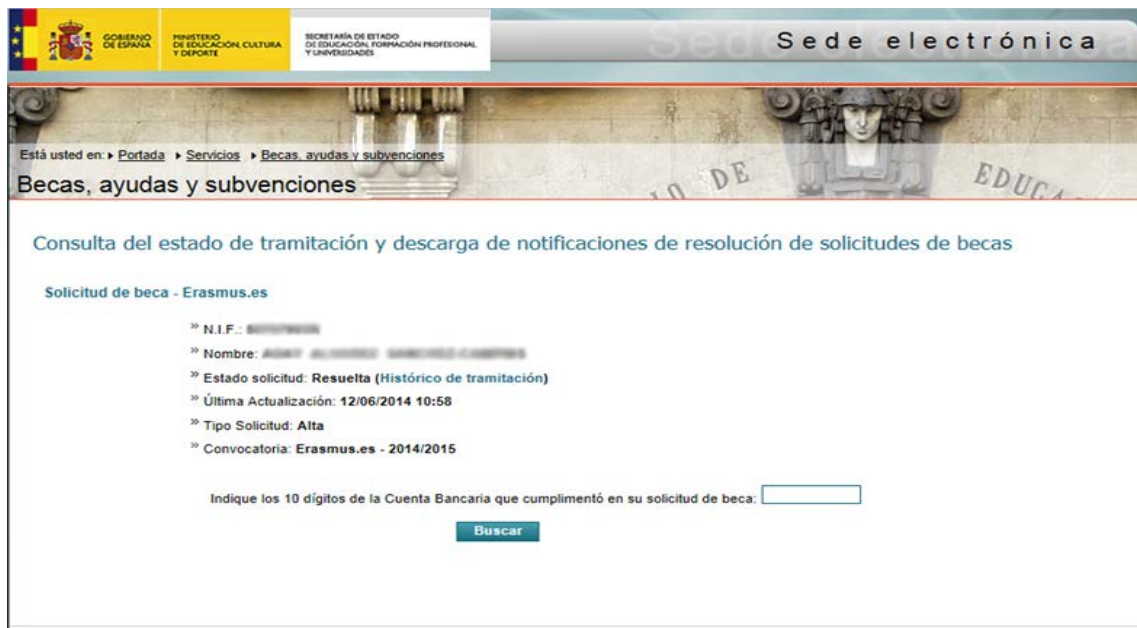 GOBIERNO
DE ESPAÑA
MINISTERIO
DE EDUCACIÓN, CULTURA
Y DEPORTE
SECRETARÍA DE ESTADO
DE EDUCACIÓN, FORMACIÓN PROFESIONAL
Y UNIVERSIDADES
Sede electrónica
Está usted en: Portada Servicios Becas, ayudas y subvenciones
Becas, ayudas y subvenciones
DE EDUCA
Consulta del estado de tramitación y descarga de notificaciones de resolución de solicitudes de becas
Solicitud de beca - Erasmus.es
» N.I.F.:
» Nombre:
» Estado solicitud: Resuelta (Histórico de tramitación)
» Última Actualización: 12/06/2014 10:58
» Tipo Solicitud: Alta
» Convocatoria: Erasmus.es - 2014/2015
Indique los 10 dígitos de la Cuenta Bancaria que cumplimentó en su solicitud de beca:
Buscar